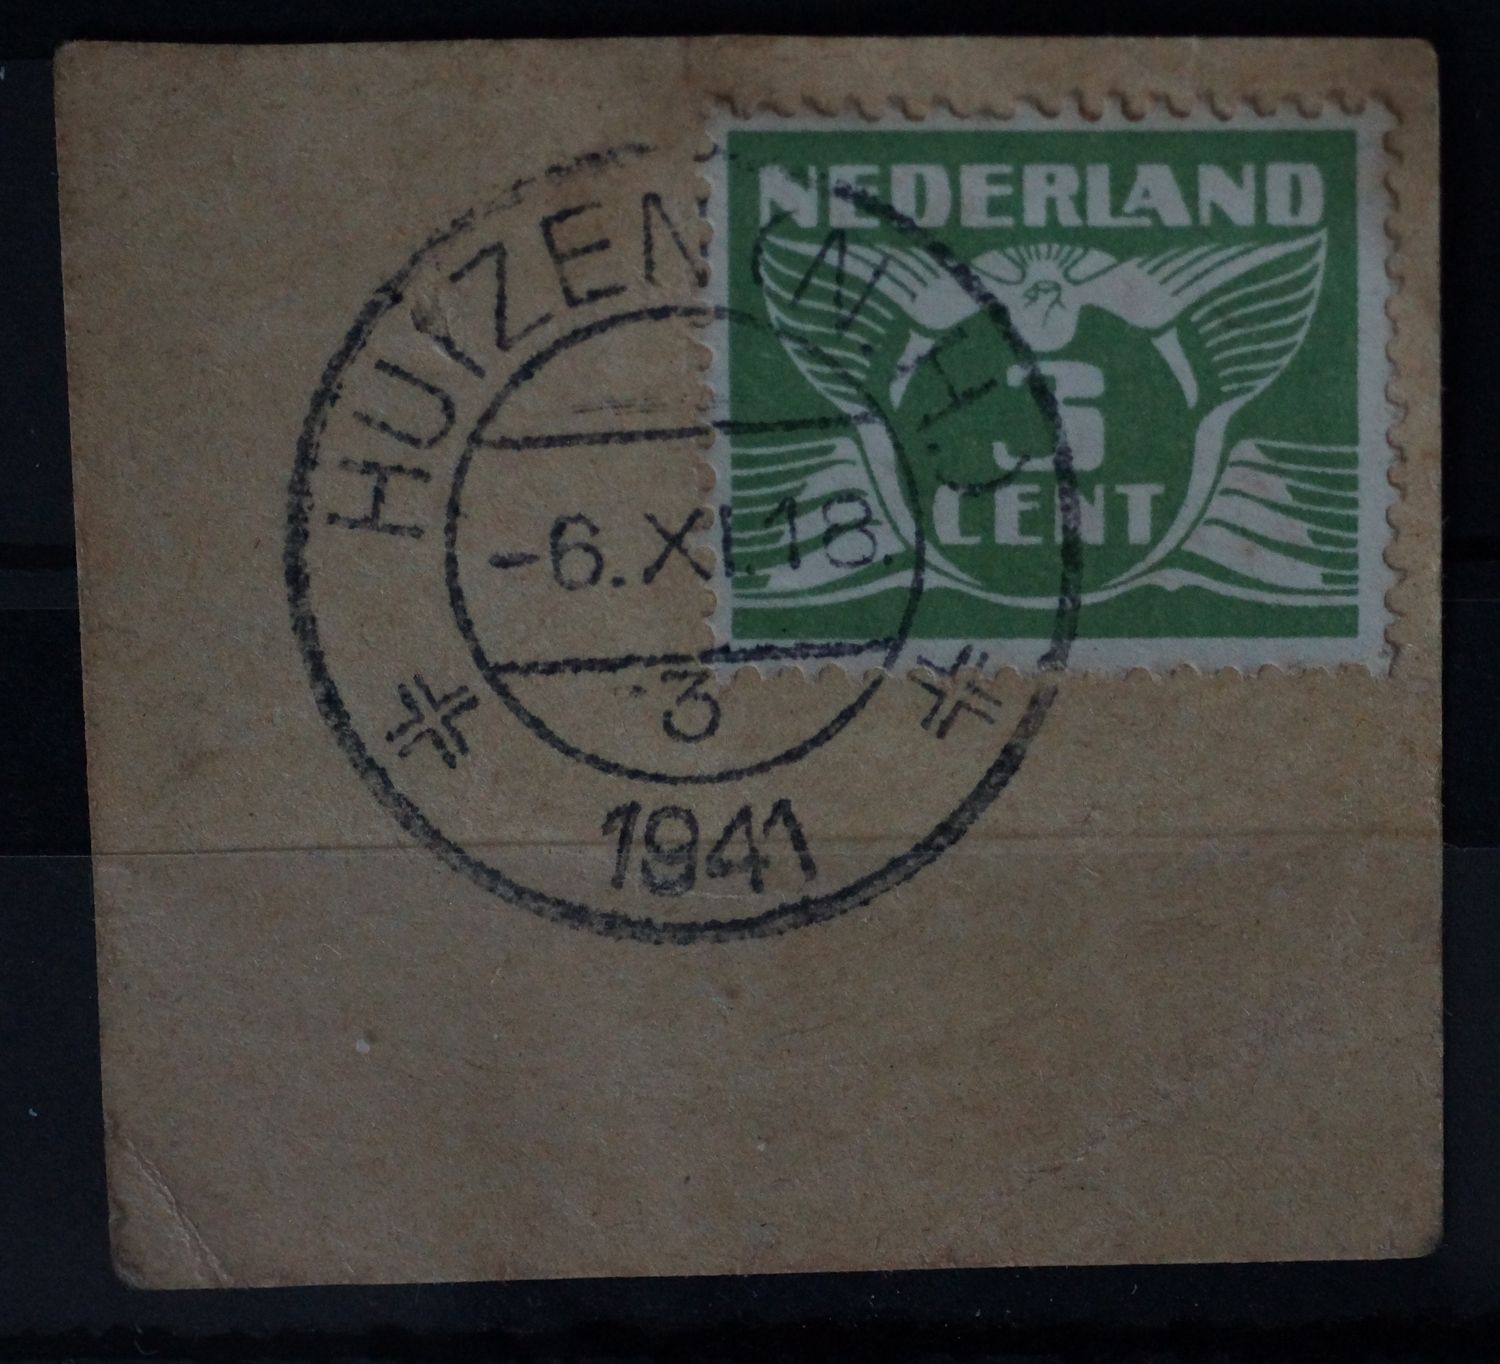 NEDERLAND
3
CENT
HUIZEN (N.H.)
-6.XI.18.
3
1941